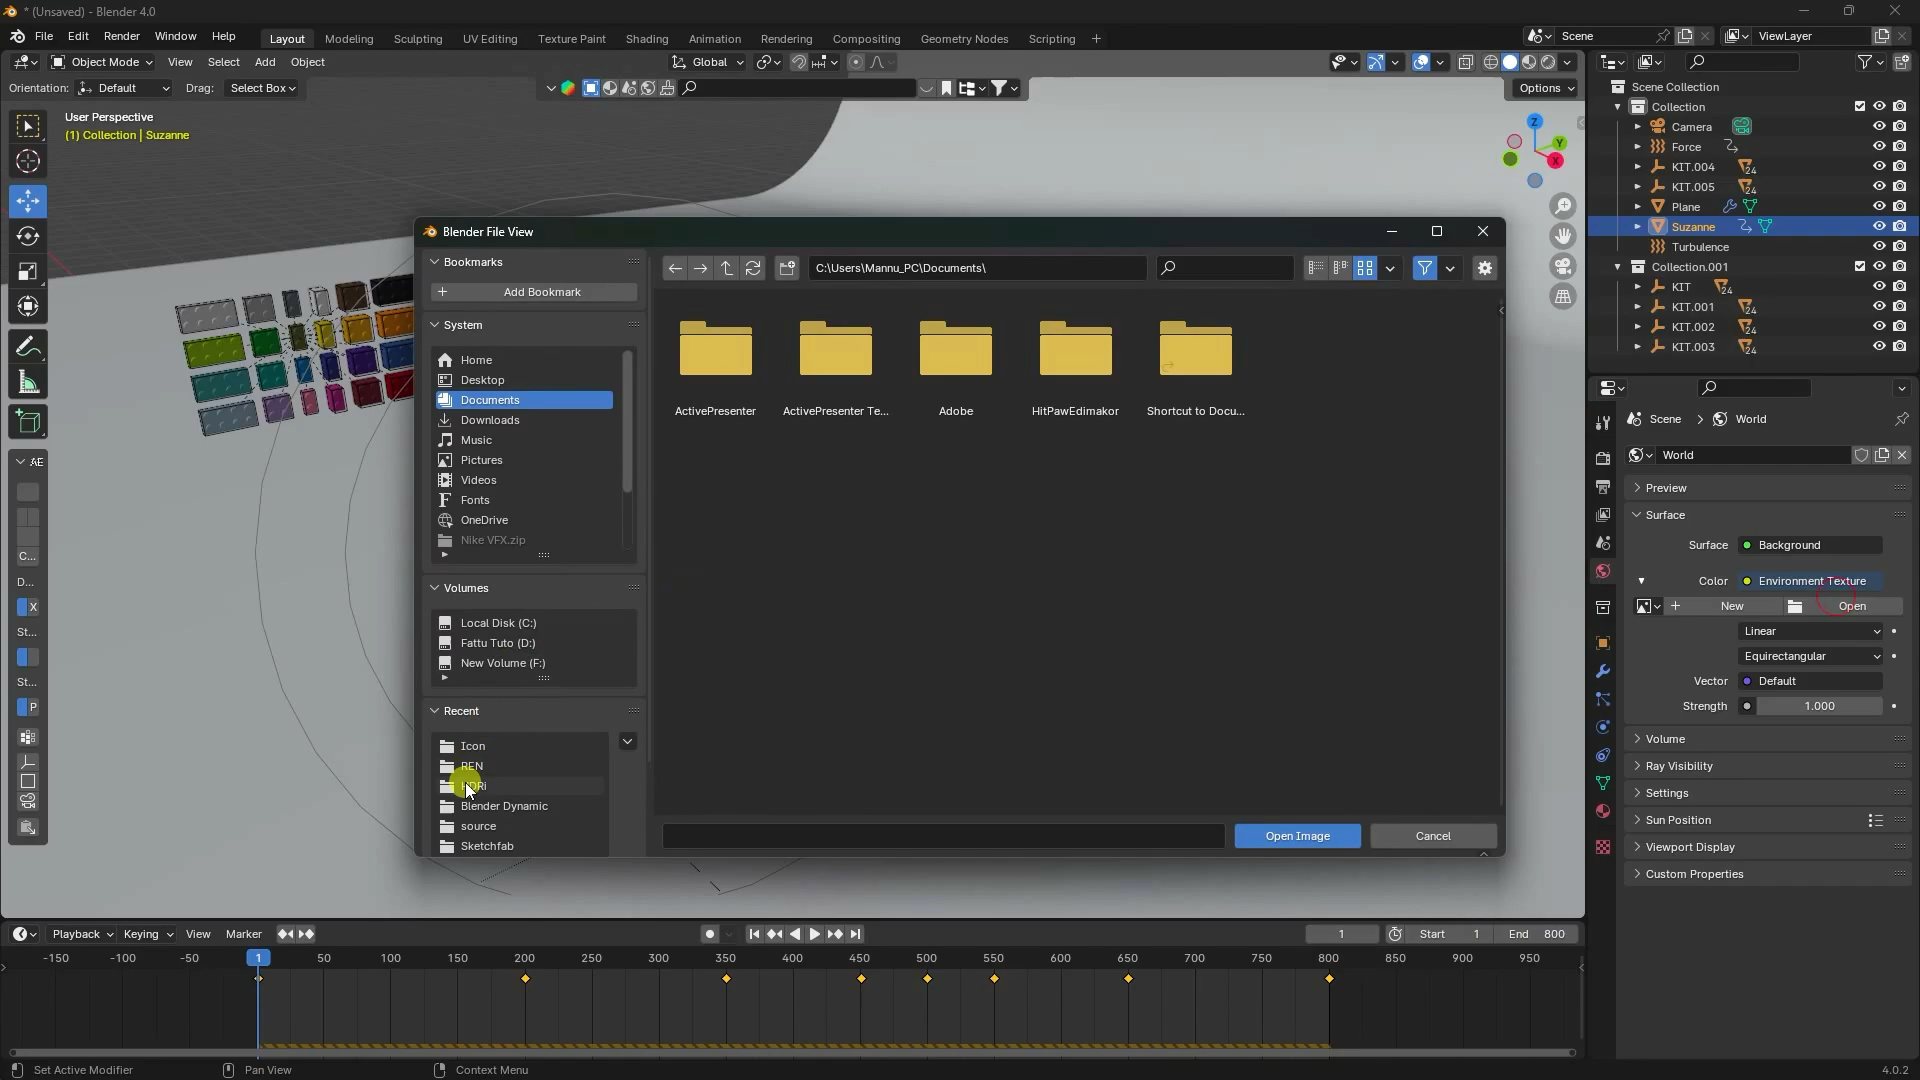 * (Unsaved) - Blender 4.0
File Edit Render Window Help
Layout Modeling Sculpting UV Editing Texture Paint Shading Animation Rendering Compositing Geometry Nodes Scripting +
Scene
ViewLayer
Object Mode View Select Add Object
Global
Orientation: Default Drag: Select Box
Options
User Perspective
(1) Collection | Suzanne
Z
Y
X
AE
C...
D...
X
St...
St...
P
Scene Collection
Collection
Camera
Force
KIT.004 24
KIT.005 24
Plane
Suzanne
Turbulence
Collection.001
KIT 24
KIT.001 24
KIT.002 24
KIT.003 24
Blender File View
Bookmarks
Add Bookmark
System
Home
Desktop
Documents
Downloads
Music
Pictures
Videos
Fonts
OneDrive
Nike VFX.zip
Volumes
Local Disk (C:)
Fattu Tuto (D:)
New Volume (F:)
Recent
Icon
REN
Blender Dynamic
source
Sketchfab
C:\Users\Mannu_PC\Documents\
ActivePresenter
ActivePresenter Te...
Adobe
HitPawEdimakor
Shortcut to Docu...
Open Image
Cancel
Scene > World
World
Preview
Surface
Surface Background
Color Environment Texture
New Open
Linear
Equirectangular
Vector Default
Strength 1.000
Volume
Ray Visibility
Settings
Sun Position
Viewport Display
Custom Properties
Playback Keying View Marker
1 Start 1 End 800
-150 -100 -50 1 50 100 150 200 250 300 350 400 450 500 550 600 650 700 750 800 850 900 950
Set Active Modifier Pan View Context Menu
4.0.2